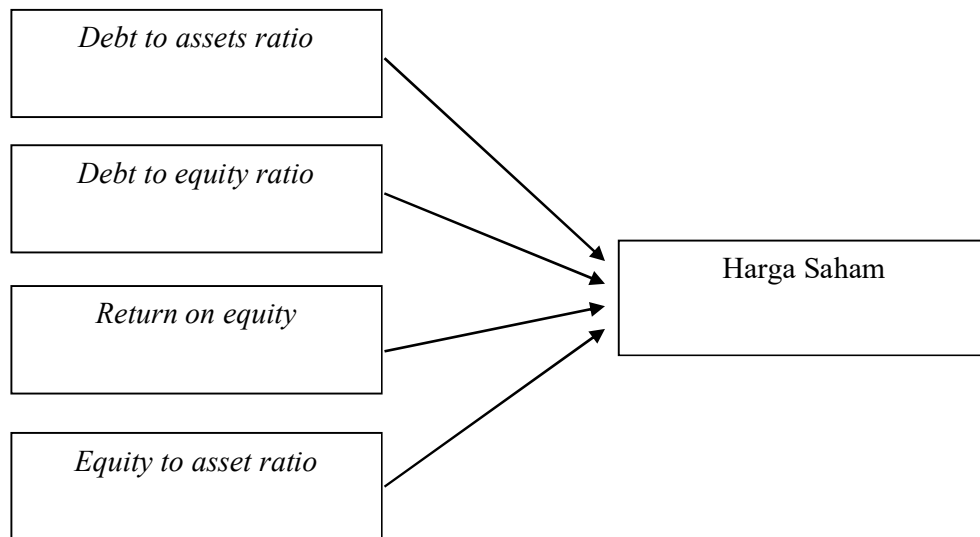 Debt to assets ratio
Debt to equity ratio
Return on equity
Equity to asset ratio
Harga Saham